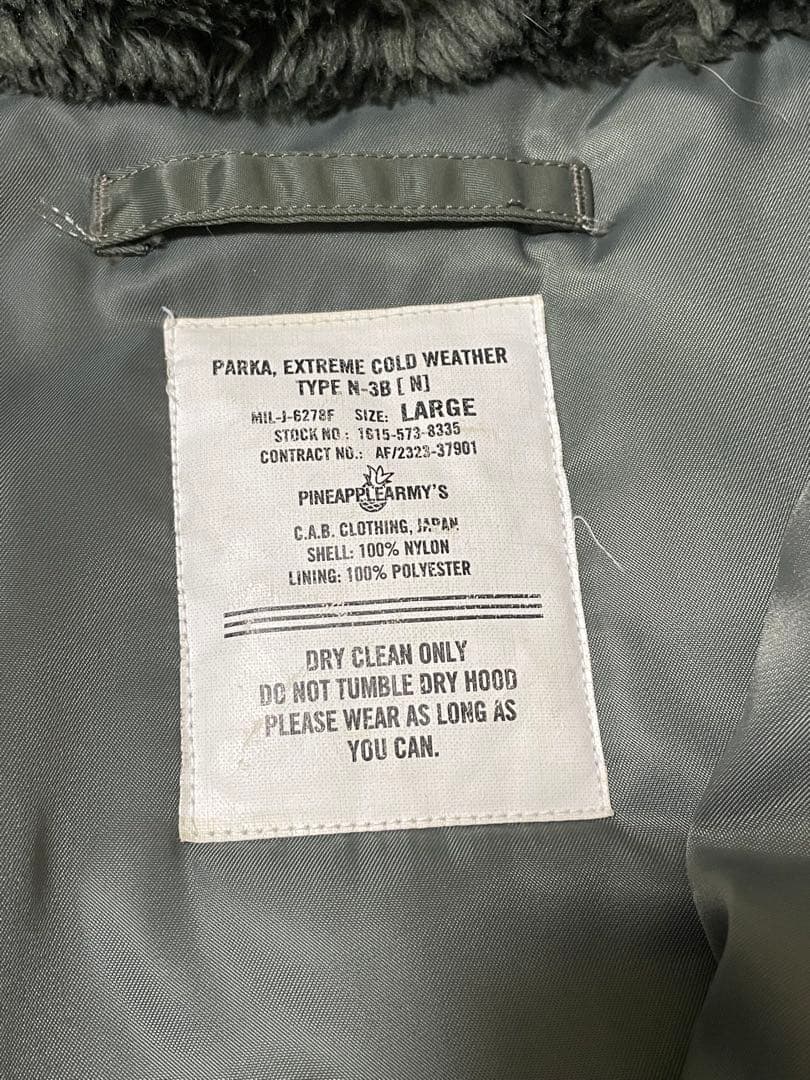 PARKA, EXTREME COLD WEATHER
TYPE N-3B [ N]
MIL-J-6278F SIZE: LARGE
STOCK NO.: 1615-573-8335
CONTRACT NO.: AF/2323-37901
PINEAPPLEARMY'S
C.A.B. CLOTHING, JAPAN
SHELL: 100% NYLON
LINING: 100% POLYESTER
DRY CLEAN ONLY
DO NOT TUMBLE DRY HOOD
PLEASE WEAR AS LONG AS
YOU CAN.